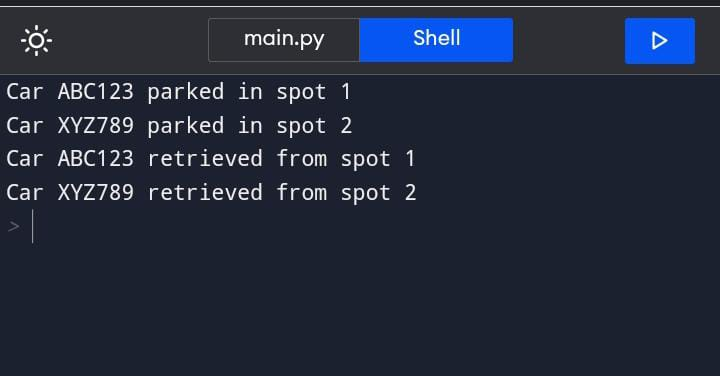 main.py Shell
Car ABC123 parked in spot 1
Car XYZ789 parked in spot 2
Car ABC123 retrieved from spot 1
Car XYZ789 retrieved from spot 2
>